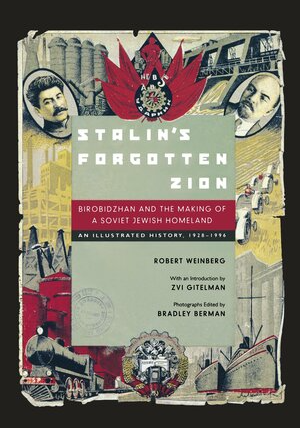 STALIN'S
FORGOTTEN
ZION
BIROBIDZHAN AND THE MAKING OF
A SOVIET JEWISH HOMELAND
AN ILLUSTRATED HISTORY, 1928–1996
ROBERT WEINBERG
With an Introduction by
ZVI GITELMAN
Photographs Edited by
BRADLEY BERMAN